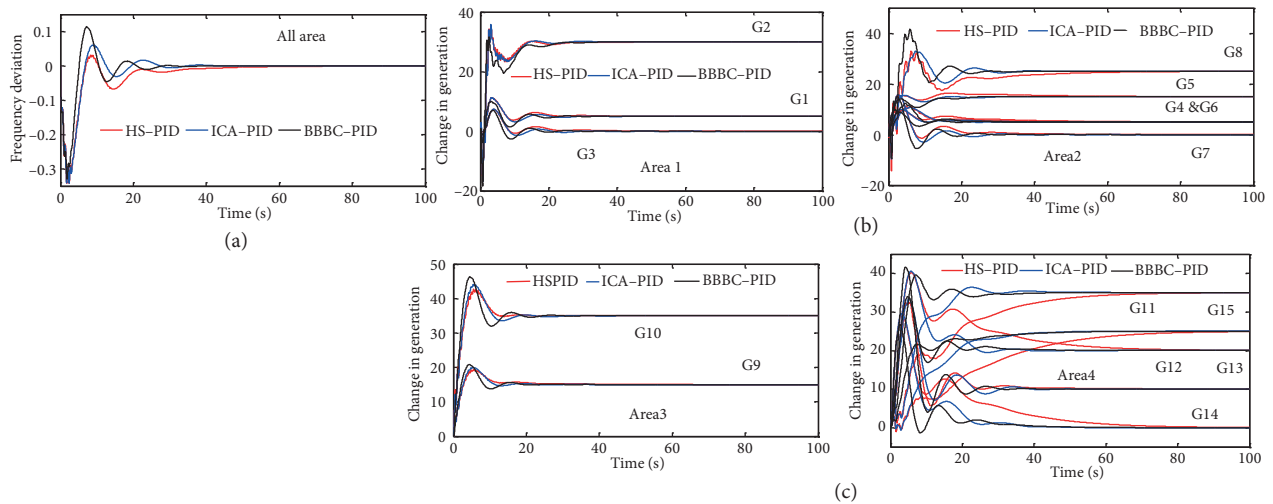 All area
Frequency deviation
0.1
0
−0.1
−0.2
−0.3
HS–PID ICA–PID BBBC–PID
0 20 40 60 80 100
Time (s)
(a)
Change in generation
40
20
0
−20
G2
HS–PID ICA–PID BBBC–PID
G1
G3
Area 1
0 20 40 60 80 100
Time (s)
Change in generation
40
20
0
−20
HS–PID ICA–PID BBBC–PID
G8
G5
G4 &G6
Area2
G7
0 20 40 60 80 100
Time (s)
(b)
Change in generation
50
40
30
20
10
0
HSPID ICA–PID BBBC–PID
G10
G9
Area3
0 20 40 60 80 100
Time (s)
Change in generation
40
30
20
10
0
HS–PID ICA–PID BBBC–PID
G11 G15
G12 G13
Area4
G14
0 20 40 60 80 100
Time (s)
(c)